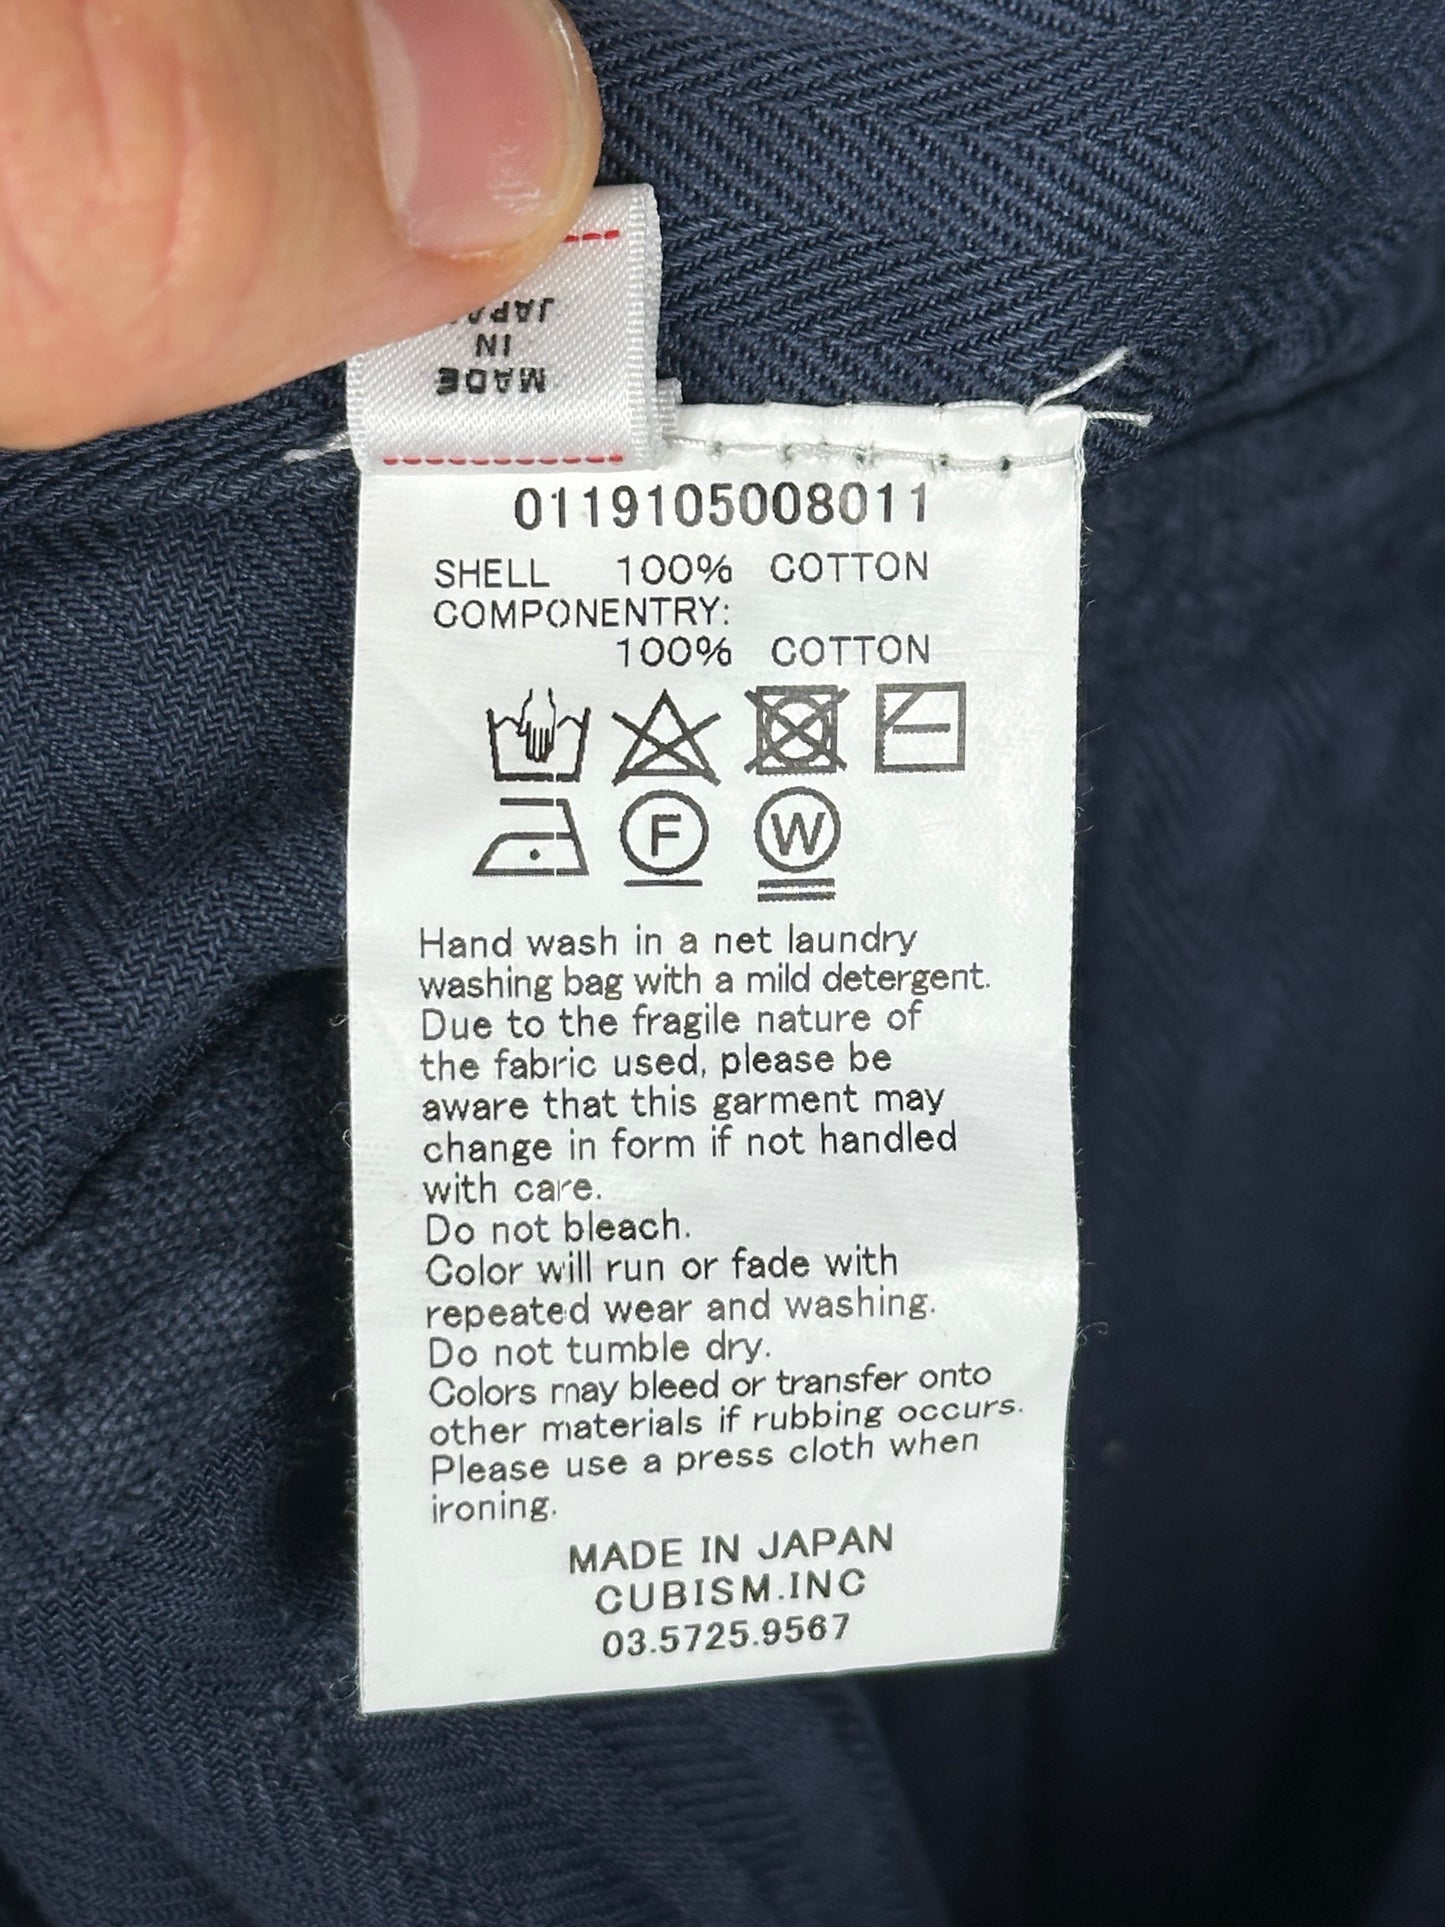 MADE
IN
0119105008011
SHELL 100% COTTON
COMPONENTRY:
100% COTTON
F
W
Hand wash in a net laundry
washing bag with a mild detergent.
Due to the fragile nature of
the fabric used, please be
aware that this garment may
change in form if not handled
with care.
Do not bleach.
Color will run or fade with
repeated wear and washing.
Do not tumble dry.
Colors may bleed or transfer onto
other materials if rubbing occurs.
Please use a press cloth when
ironing.
MADE IN JAPAN
CUBISM.INC
03.5725.9567